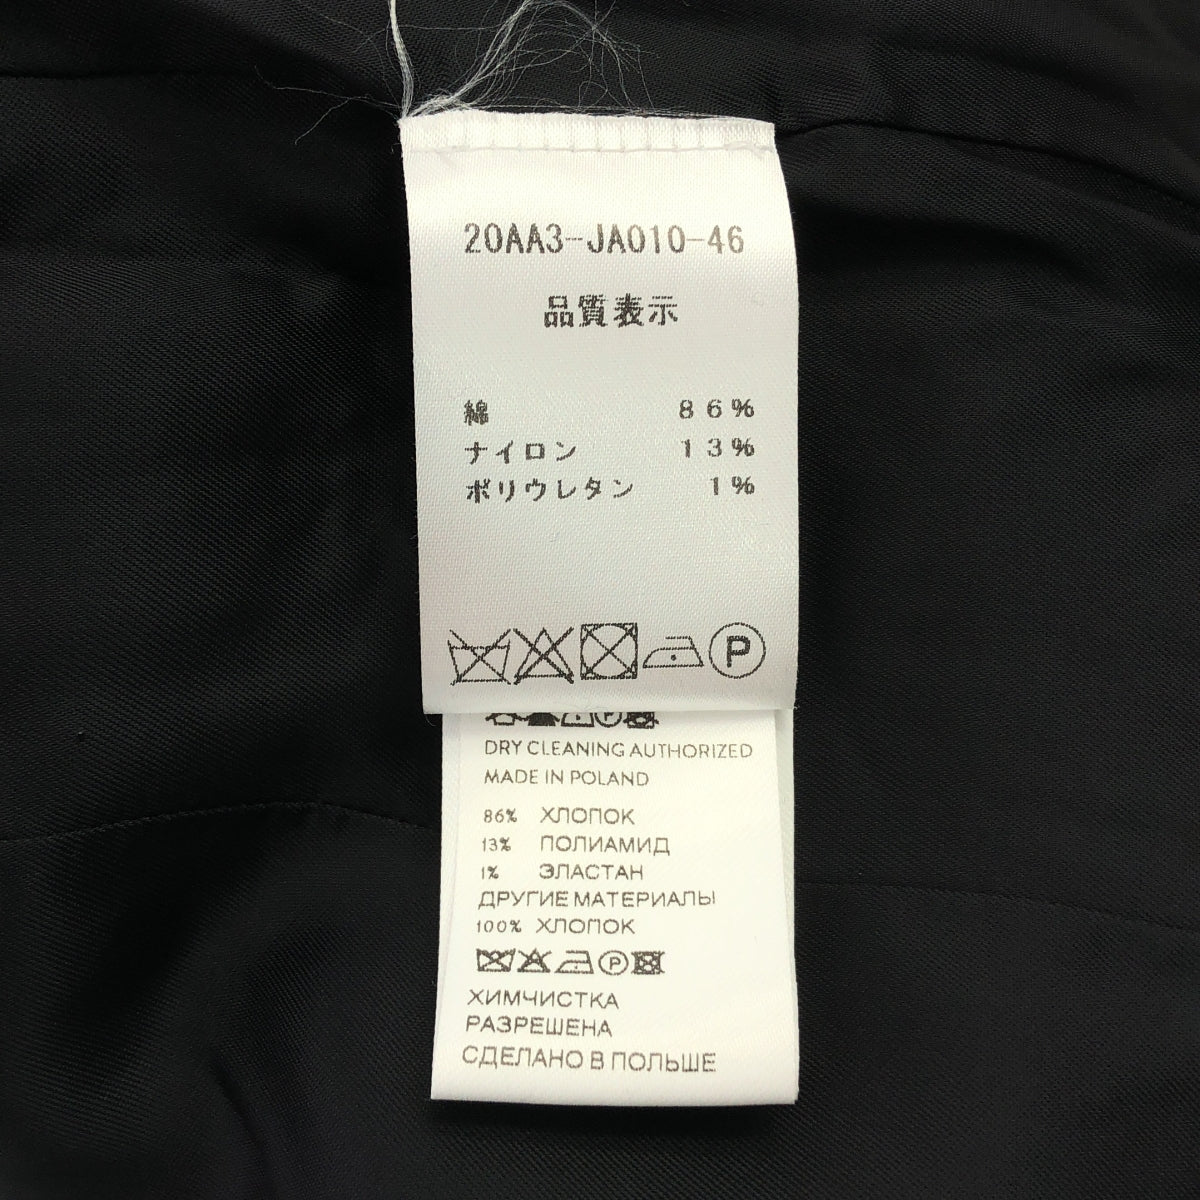 20AA3-JA010-46
品質表示
綿 86%
ナイロン 13%
ポリウレタン 1%
P
P
DRY CLEANING AUTHORIZED
MADE IN POLAND
86% ХЛОПОК
13% ПОЛИАМИД
1% ЭЛАСТАН
ДРУГИЕ МАТЕРИАЛЫ
100% ХЛОПОК
P
ХИМЧИСТКА
РАЗРЕШЕНА
СДЕЛАНО В ПОЛЬШЕ